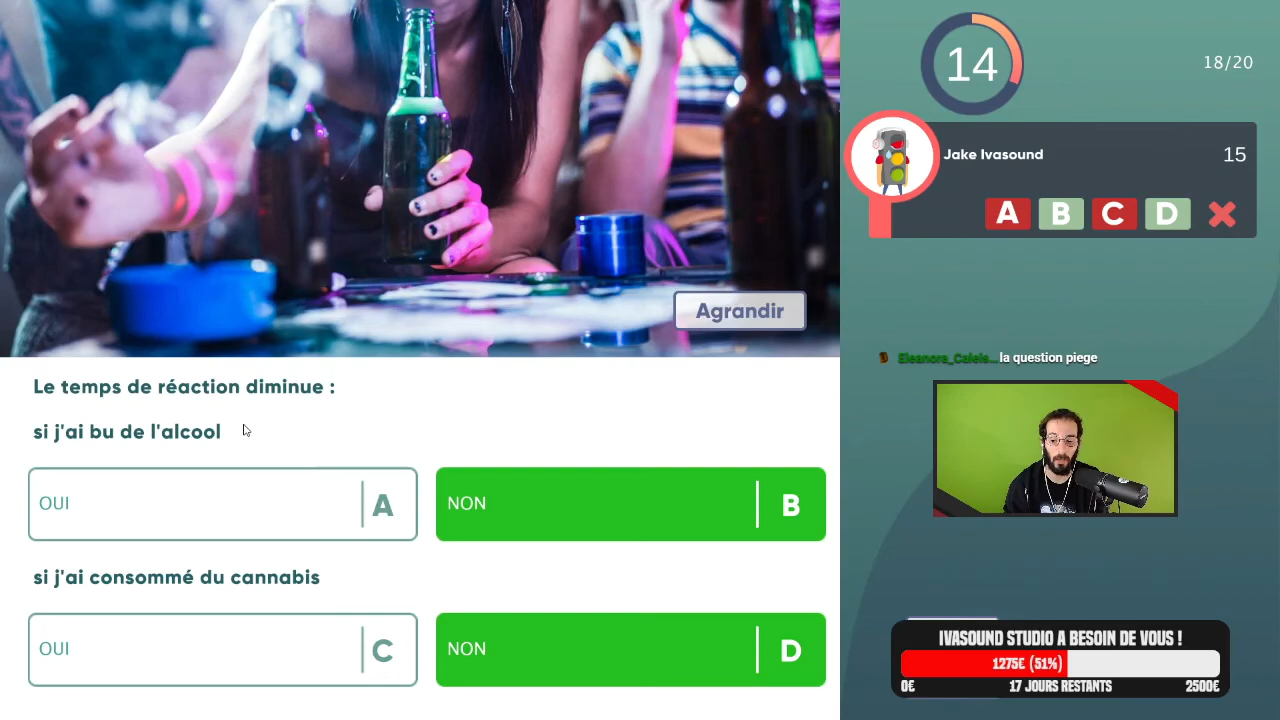 14
18/20
Jake Ivasound
15
A B C D
Agrandir
la question piege
Le temps de réaction diminue :
si j'ai bu de l'alcool
OUI
A
NON
B
si j'ai consommé du cannabis
OUI
C
NON
D
IVASOUND STUDIO A BESOIN DE VOUS !
1275€ (51%)
0€
17 JOURS RESTANTS
2500€